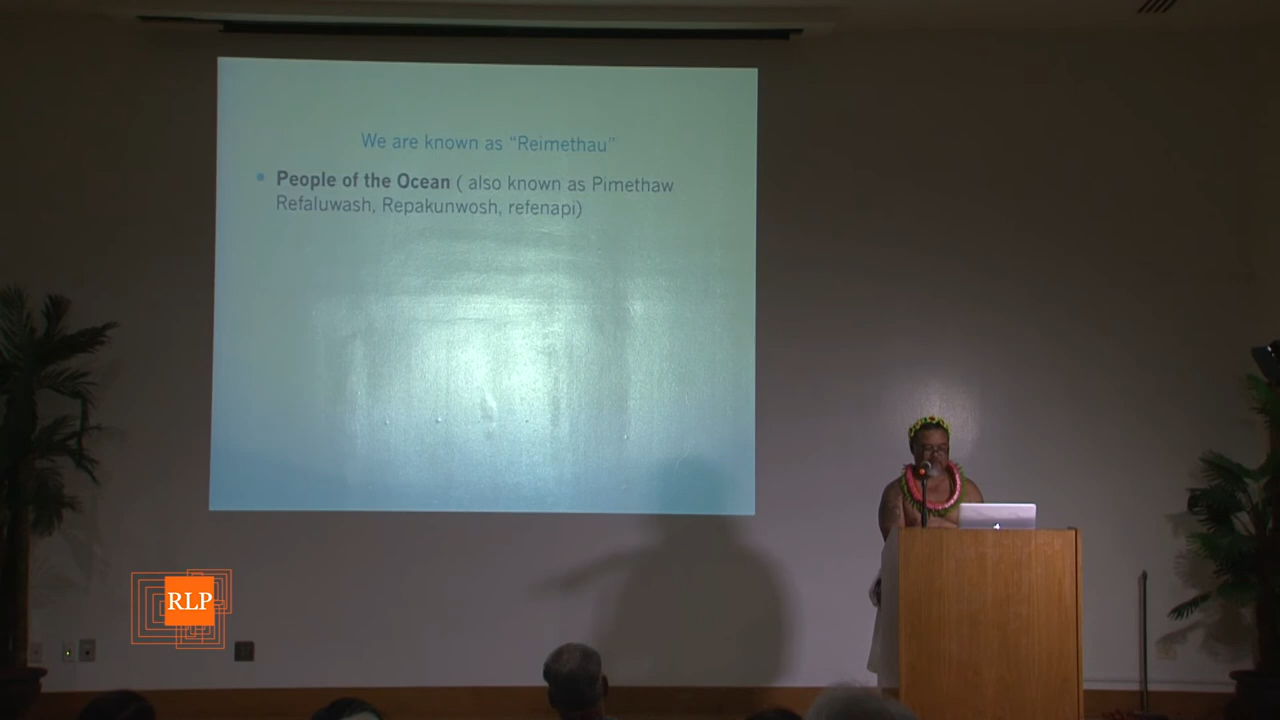 We are known as “Reimethau”
People of the Ocean ( also known as Pimethaw
Refaluwash, Repakunwosh, refenapi)
RLP